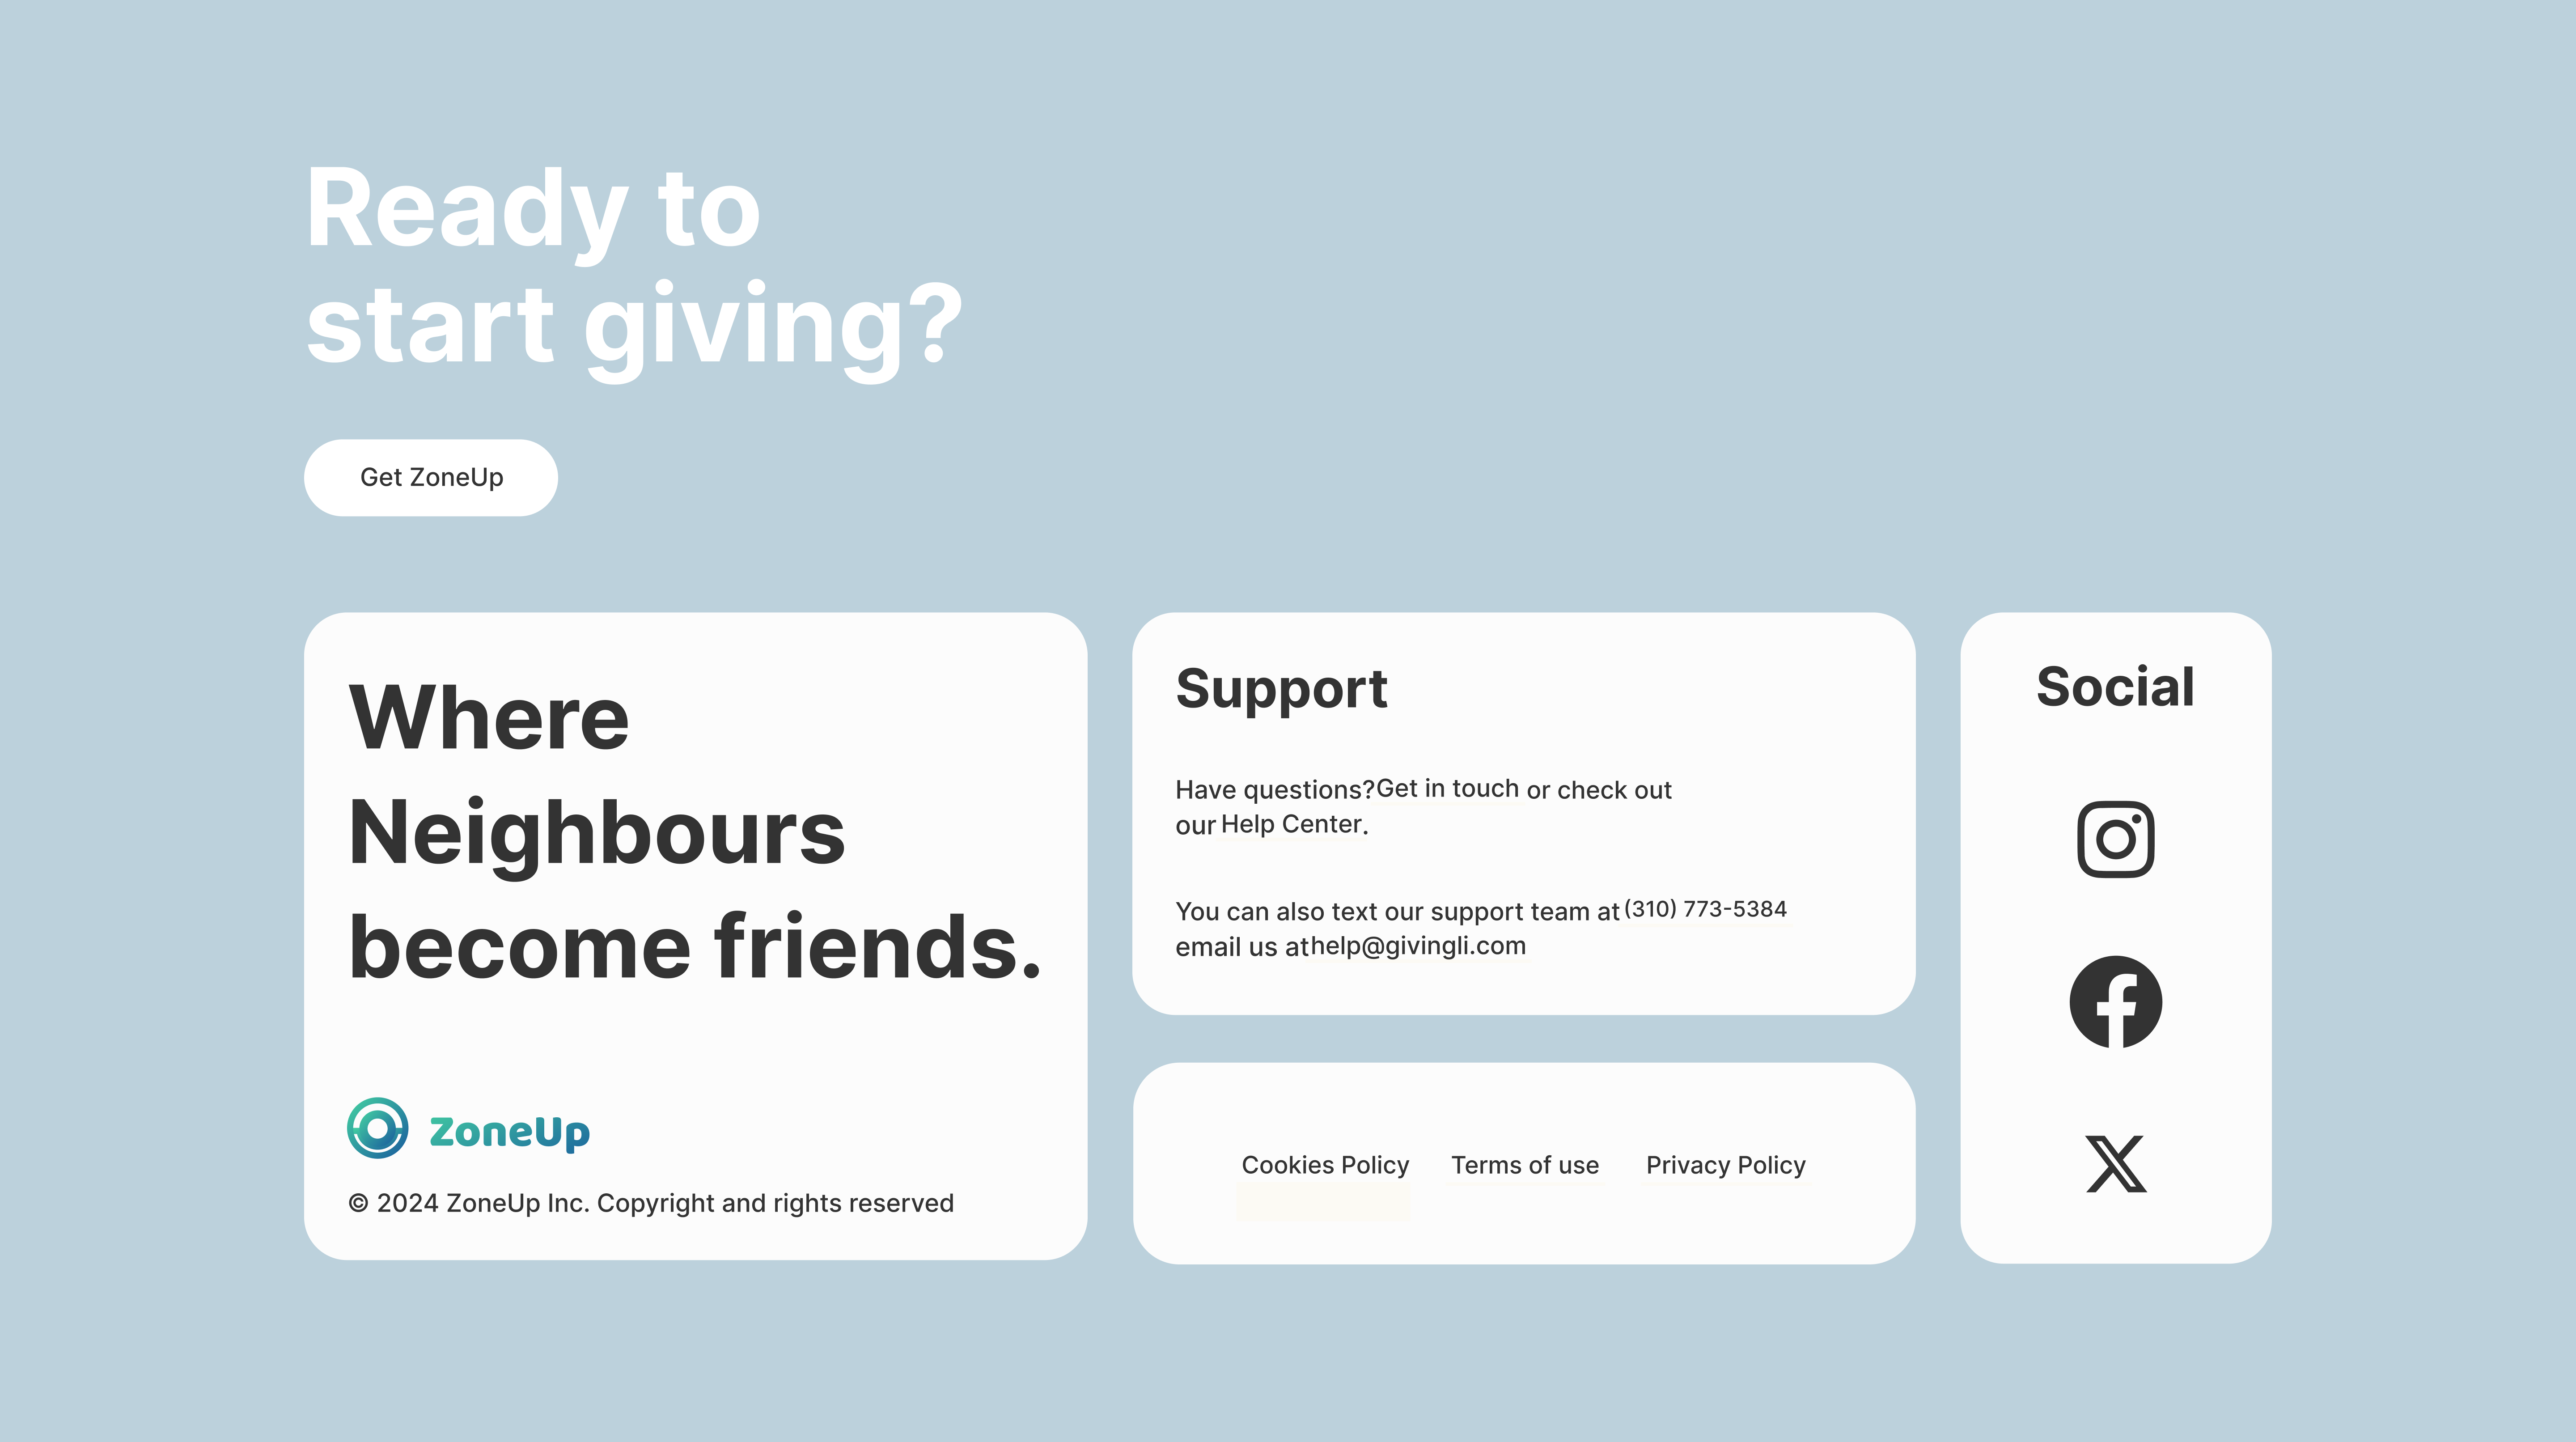 Ready to
start giving?
Get ZoneUp
Where
Neighbours
become friends.
ZoneUp
© 2024 ZoneUp Inc. Copyright and rights reserved
Support
Have questions?Get in touch or check out
our Help Center.
You can also text our support team at (310) 773-5384
email us at help@givingli.com
Cookies Policy Terms of use Privacy Policy
Social